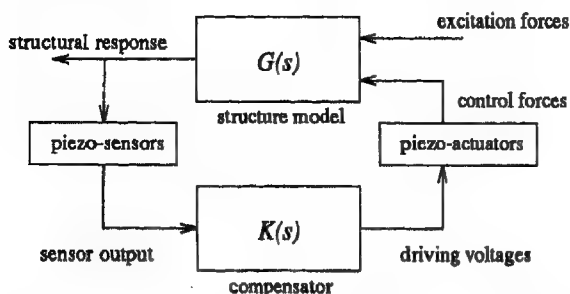 excitation forces
structural response
G(s)
structure model
control forces
piezo-sensors
piezo-actuators
K(s)
sensor output
driving voltages
compensator